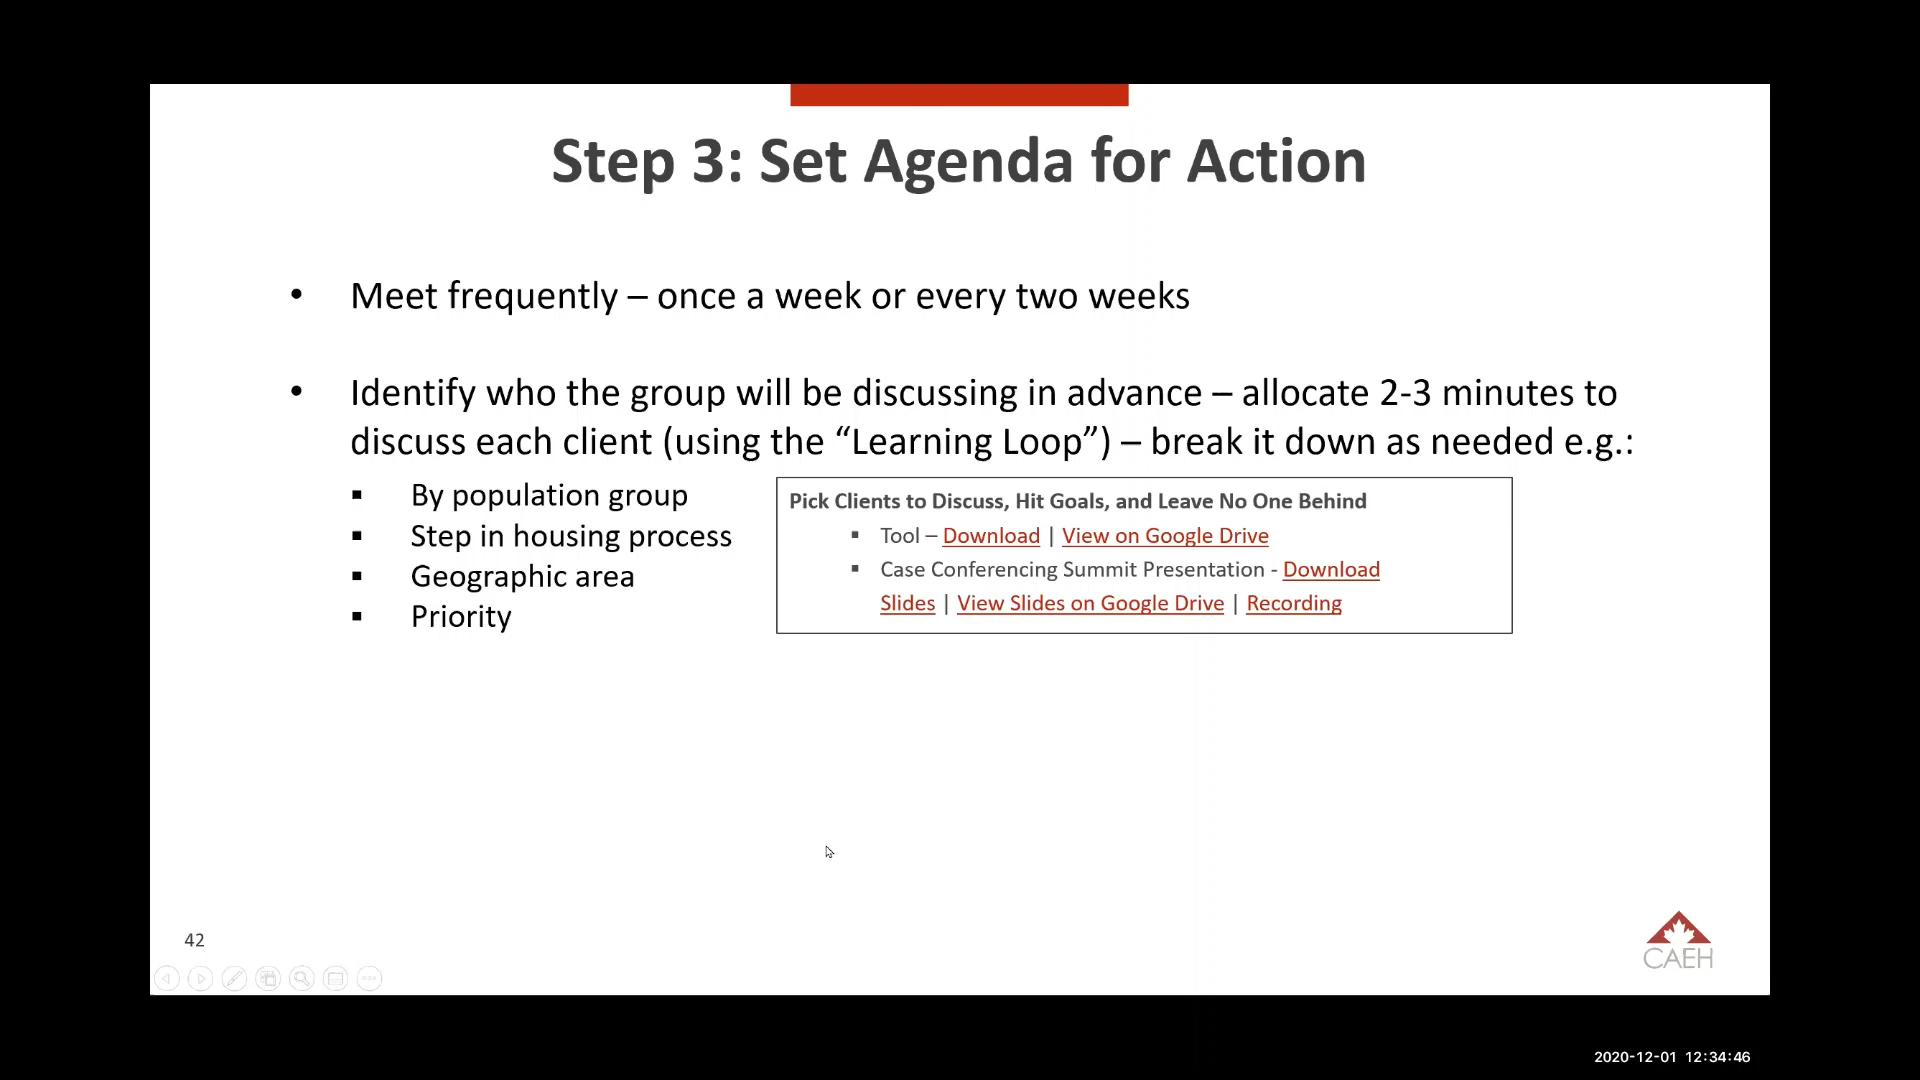 Step 3: Set Agenda for Action
• Meet frequently – once a week or every two weeks
• Identify who the group will be discussing in advance – allocate 2-3 minutes to
discuss each client (using the “Learning Loop”) – break it down as needed e.g.:
▪ By population group
▪ Step in housing process
▪ Geographic area
▪ Priority
Pick Clients to Discuss, Hit Goals, and Leave No One Behind
▪ Tool – Download | View on Google Drive
▪ Case Conferencing Summit Presentation - Download
Slides | View Slides on Google Drive | Recording
42
CAEH
2020-12-01 12:34:46